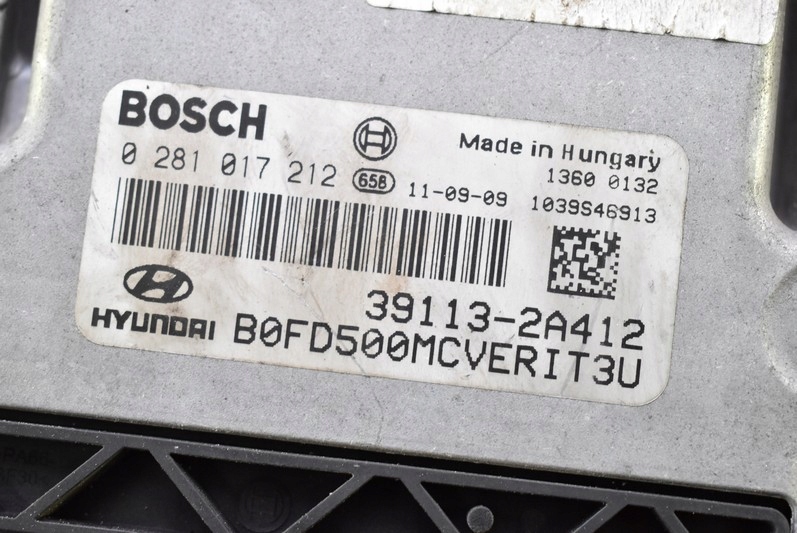 BOSCH
Made in Hungary
0 281 017 212 658 11-09-09
1360 0132
1039S46913
HYUNDAI
39113-2A412
B0FD500MCVERIT3U